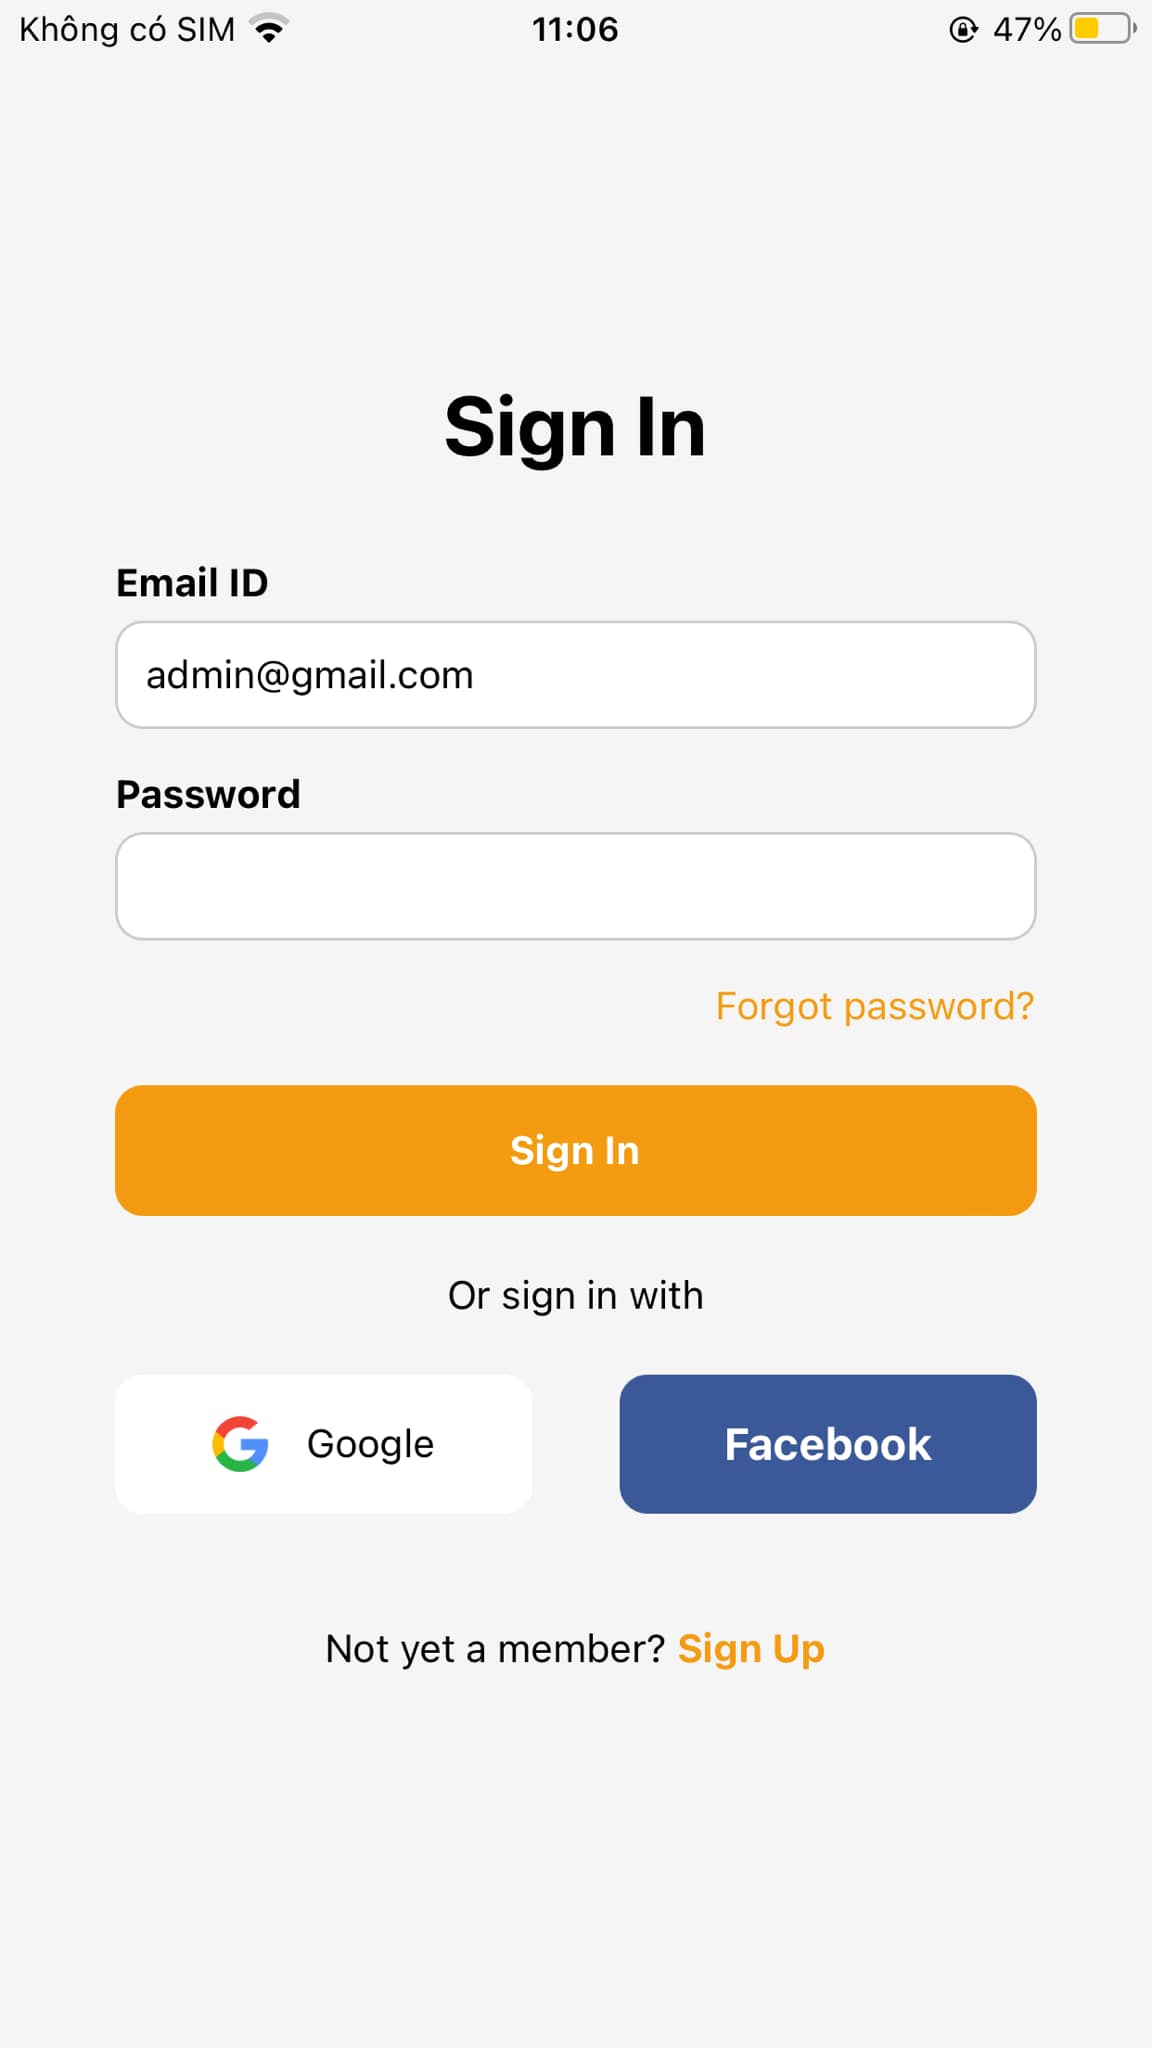 Không có SIM 11:06 47%
Sign In
Email ID
admin@gmail.com
Password
Forgot password?
Sign In
Or sign in with
Google Facebook
Not yet a member? Sign Up